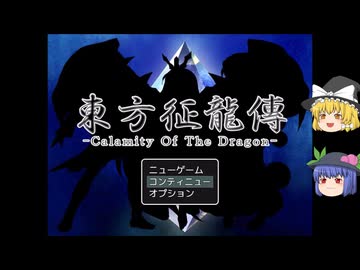 東方征龍傳
-Calamity Of The Dragon-
ニューゲーム
コンティニュー
オプション